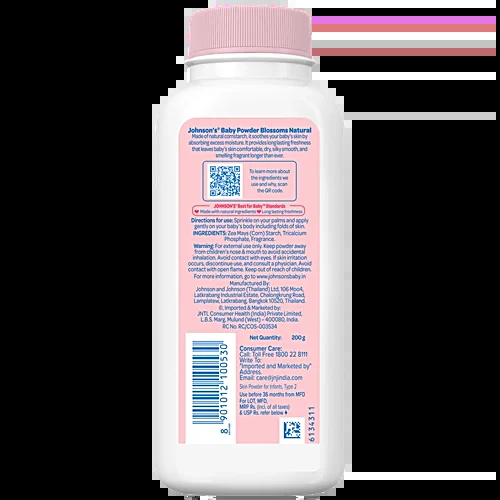 Johnson's® Baby Powder Blossoms Natural
Made of natural cornstarch, it soothes your baby's skin by
absorbing excess moisture. It provides long lasting freshness
that leaves baby's skin comfortable, dry, silky smooth, and
smelling fragrant longer than ever.
To learn more about
the ingredients we
use and why, scan
the QR code.
JOHNSON'S® Best for Baby™ Standards
Made with natural ingredients Long lasting freshness
Directions for use: Sprinkle on your palms and apply
gently on your baby's body including folds of skin.
INGREDIENTS: Zea Mays (Corn) Starch, Tricalcium
Phosphate, Fragrance.
Warning: For external use only. Keep powder away
from children's nose & mouth to avoid accidental
inhalation. Avoid contact with eyes. If skin irritation
occurs, discontinue use, and consult a physician. Avoid
contact with open flame. Keep out of reach of children.
For more information, go to www.johnsonsbaby.in
Manufactured By:
Johnson and Johnson (Thailand) Ltd, 106 Moo4,
Latkrabang Industrial Estate, Chalongkrung Road,
Lamplatew, Latkrabang, Bangkok 10520, Thailand.
®, Imported & Marketed by:
JNTL Consumer Health (India) Private Limited,
L.B.S. Marg, Mulund (West) - 400080, India.
RC No. RC/COS-003534
Net Quantity: 200 g
Consumer Care:
Call: Toll Free 1800 22 8111
Write To:
"Imported and Marketed by"
Address.
Email: care@jnjindia.com
Skin Powder for Infants, Type 2
Use before 36 months from MFD
For LOT, MFD,
MRP Rs. (Incl. of all taxes)
& USP Rs. refer below
8 901012 100530
6134311